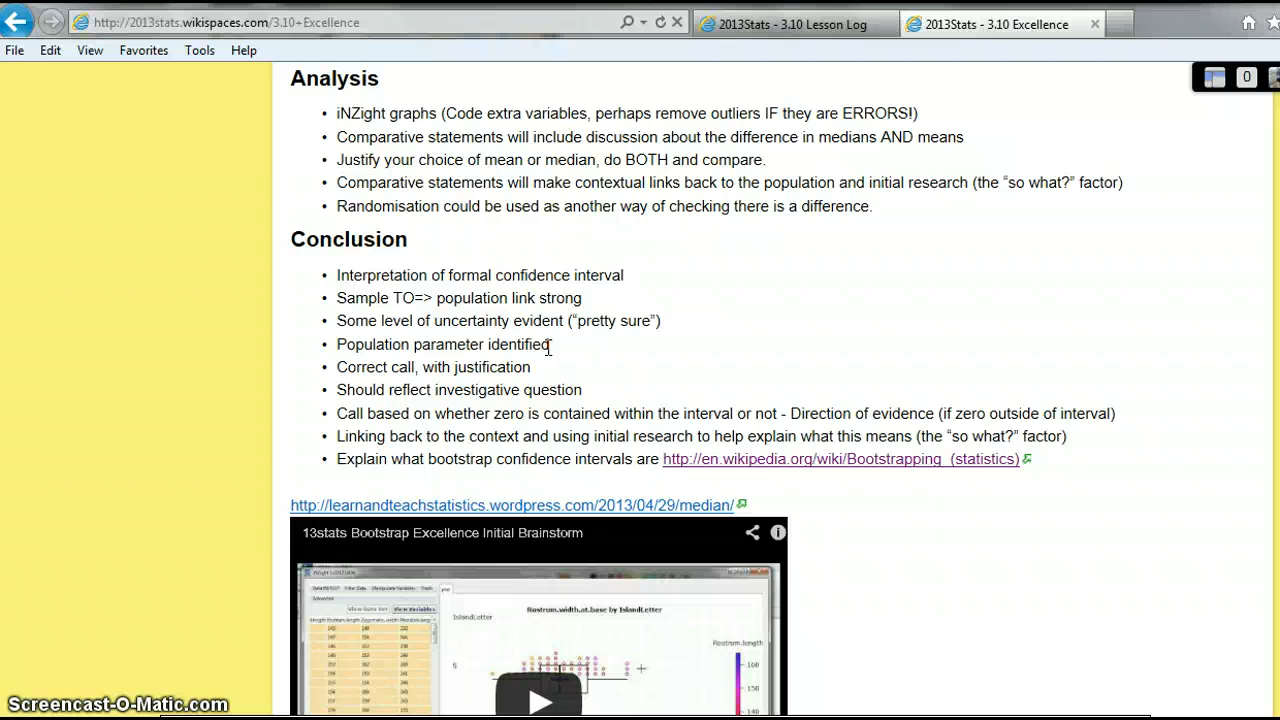 http://2013stats.wikispaces.com/3.10+Excellence
2013Stats - 3.10 Lesson Log
2013Stats - 3.10 Excellence
File Edit View Favorites Tools Help
0
Analysis
• iNZight graphs (Code extra variables, perhaps remove outliers IF they are ERRORS!)
• Comparative statements will include discussion about the difference in medians AND means
• Justify your choice of mean or median, do BOTH and compare.
• Comparative statements will make contextual links back to the population and initial research (the “so what?” factor)
• Randomisation could be used as another way of checking there is a difference.
Conclusion
• Interpretation of formal confidence interval
• Sample TO=> population link strong
• Some level of uncertainty evident (“pretty sure”)
• Population parameter identified
• Correct call, with justification
• Should reflect investigative question
• Call based on whether zero is contained within the interval or not - Direction of evidence (if zero outside of interval)
• Linking back to the context and using initial research to help explain what this means (the “so what?” factor)
• Explain what bootstrap confidence intervals are http://en.wikipedia.org/wiki/Bootstrapping_(statistics)
http://learnandteachstatistics.wordpress.com/2013/04/29/median/
13stats Bootstrap Excellence Initial Brainstorm
View Variables
Rostrum.width.at.base by IslandLetter
IslandLetter
Rostrum.length
S
160
150
140
Screencast-O-Matic.com